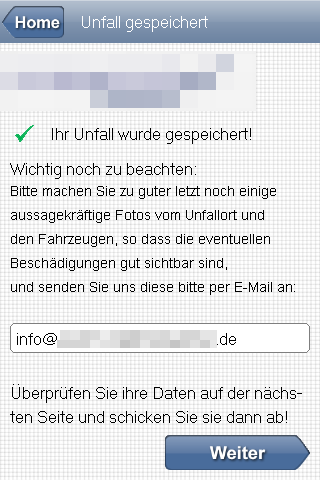 Home Unfall gespeichert
Ihr Unfall wurde gespeichert!
Wichtig noch zu beachten:
Bitte machen Sie zu guter letzt noch einige
aussagekräftige Fotos vom Unfallort und
den Fahrzeugen, so dass die eventuellen
Beschädigungen gut sichtbar sind,
und senden Sie uns diese bitte per E-Mail an:
info@ .de
Überprüfen Sie ihre Daten auf der nächs-
ten Seite und schicken Sie sie dann ab!
Weiter